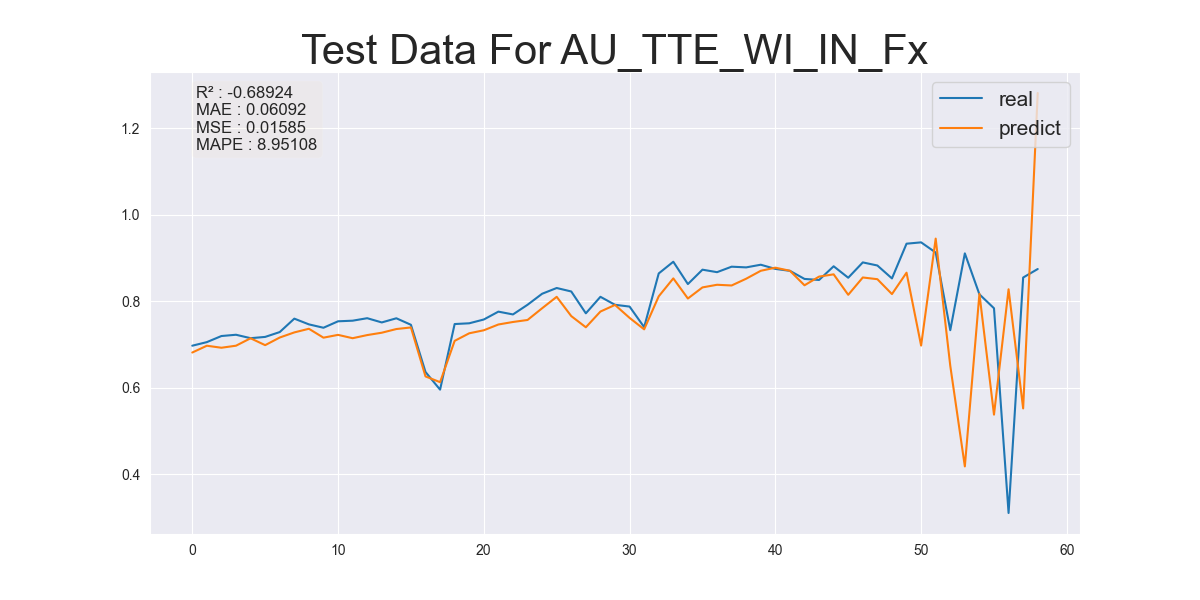 Test Data For AU_TTE_WI_IN_Fx
R² : -0.68924
MAE : 0.06092
MSE : 0.01585
MAPE : 8.95108
real
predict
1.2
1.0
0.8
0.6
0.4
0 10 20 30 40 50 60